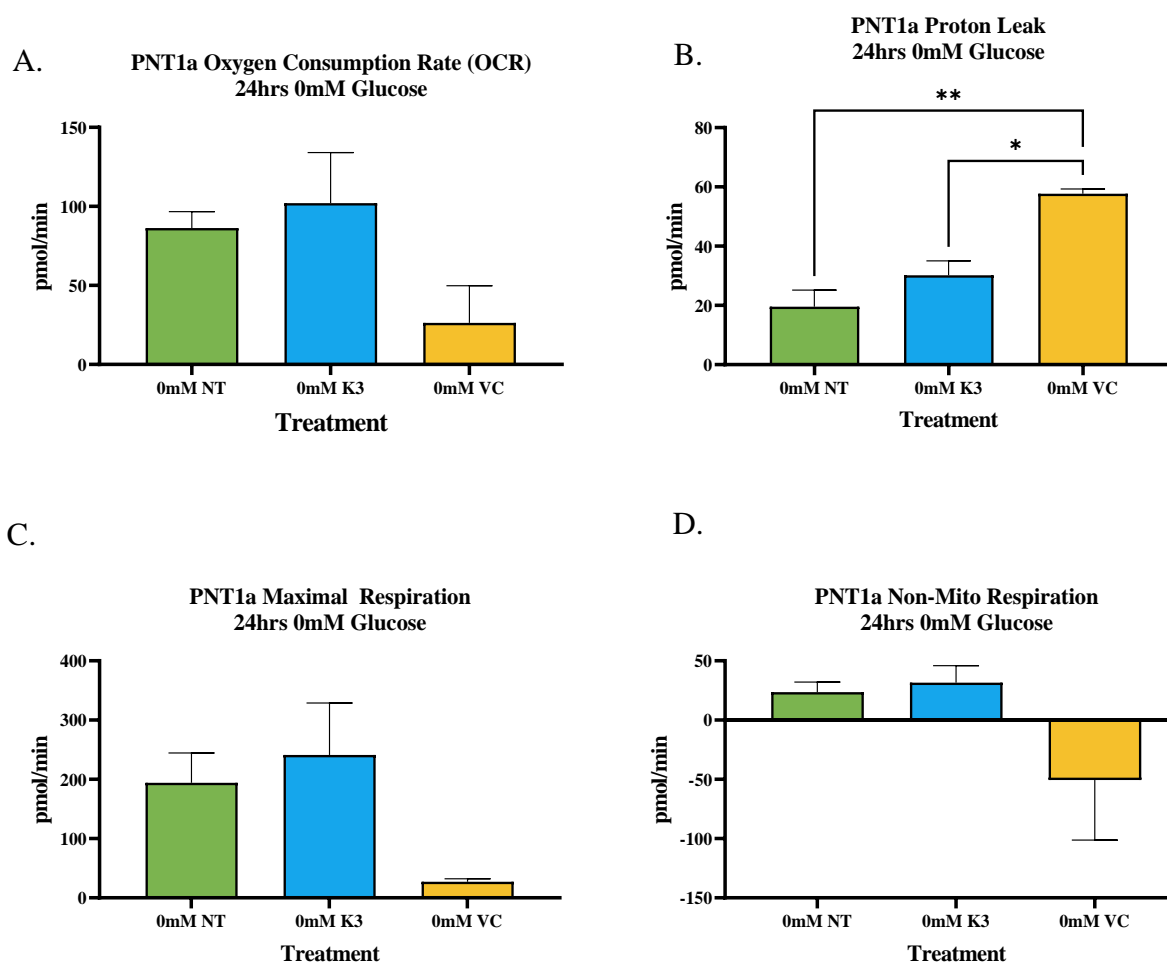 A.
PNT1a Oxygen Consumption Rate (OCR)
24hrs 0mM Glucose
pmol/min
150
100
50
0
0mM NT
0mM K3
0mM VC
Treatment
B.
PNT1a Proton Leak
24hrs 0mM Glucose
**
*
pmol/min
80
60
40
20
0
0mM NT
0mM K3
0mM VC
Treatment
C.
PNT1a Maximal Respiration
24hrs 0mM Glucose
pmol/min
400
300
200
100
0
0mM NT
0mM K3
0mM VC
Treatment
D.
PNT1a Non-Mito Respiration
24hrs 0mM Glucose
pmol/min
50
0
-50
-100
-150
0mM NT
0mM K3
0mM VC
Treatment